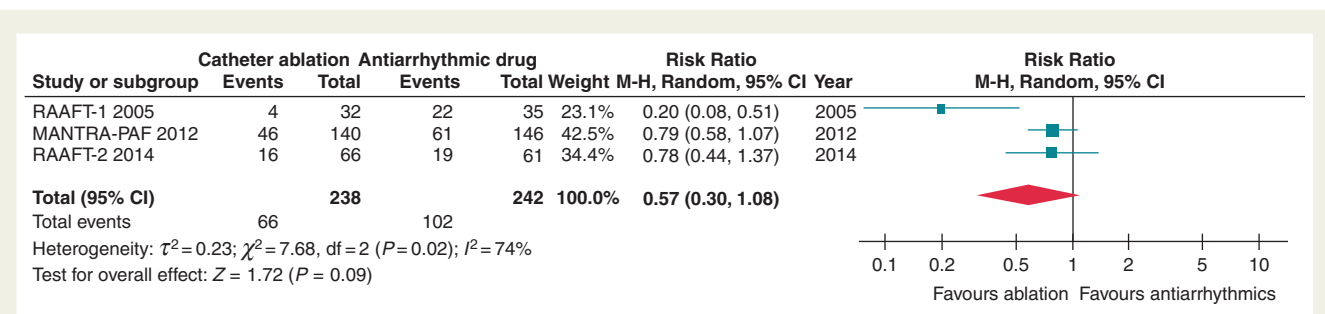 Catheter ablation Antiarrhythmic drug Risk Ratio Risk Ratio
Study or subgroup Events Total Events Total Weight M-H, Random, 95% CI Year M-H, Random, 95% CI
RAAFT-1 2005 4 32 22 35 23.1% 0.20 (0.08, 0.51) 2005
MANTRA-PAF 2012 46 140 61 146 42.5% 0.79 (0.58, 1.07) 2012
RAAFT-2 2014 16 66 19 61 34.4% 0.78 (0.44, 1.37) 2014
Total (95% CI) 238 242 100.0% 0.57 (0.30, 1.08)
Total events 66 102
Heterogeneity: τ²=0.23; χ²=7.68, df=2 (P=0.02); I²=74%
Test for overall effect: Z = 1.72 (P = 0.09)
0.1 0.2 0.5 1 2 5 10
Favours ablation Favours antiarrhythmics